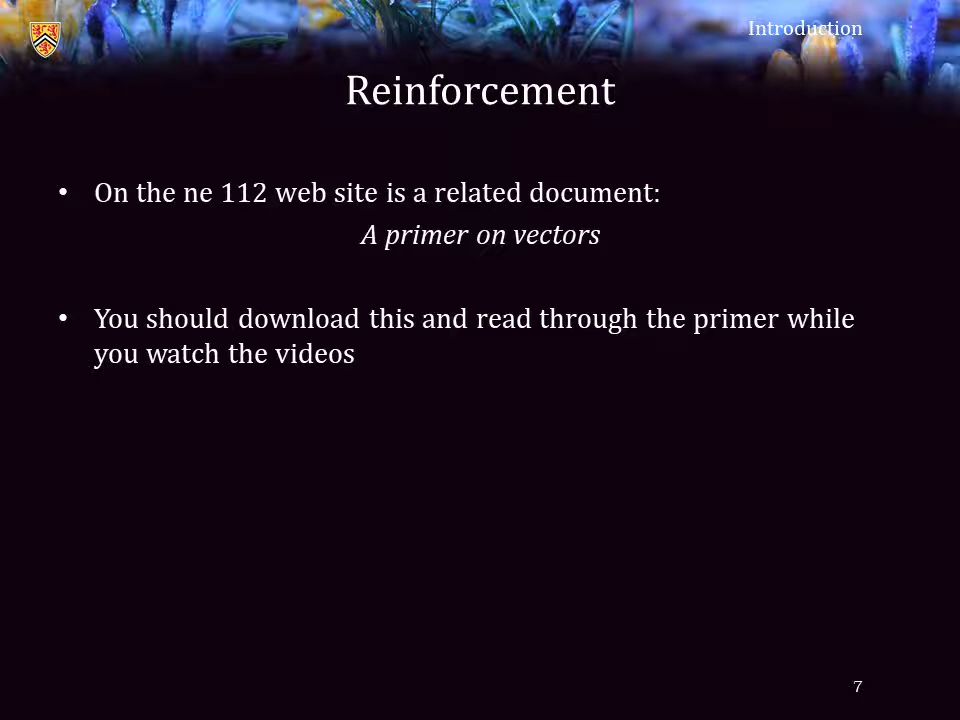 Introduction
Reinforcement
• On the ne 112 web site is a related document:
A primer on vectors
• You should download this and read through the primer while
you watch the videos
7